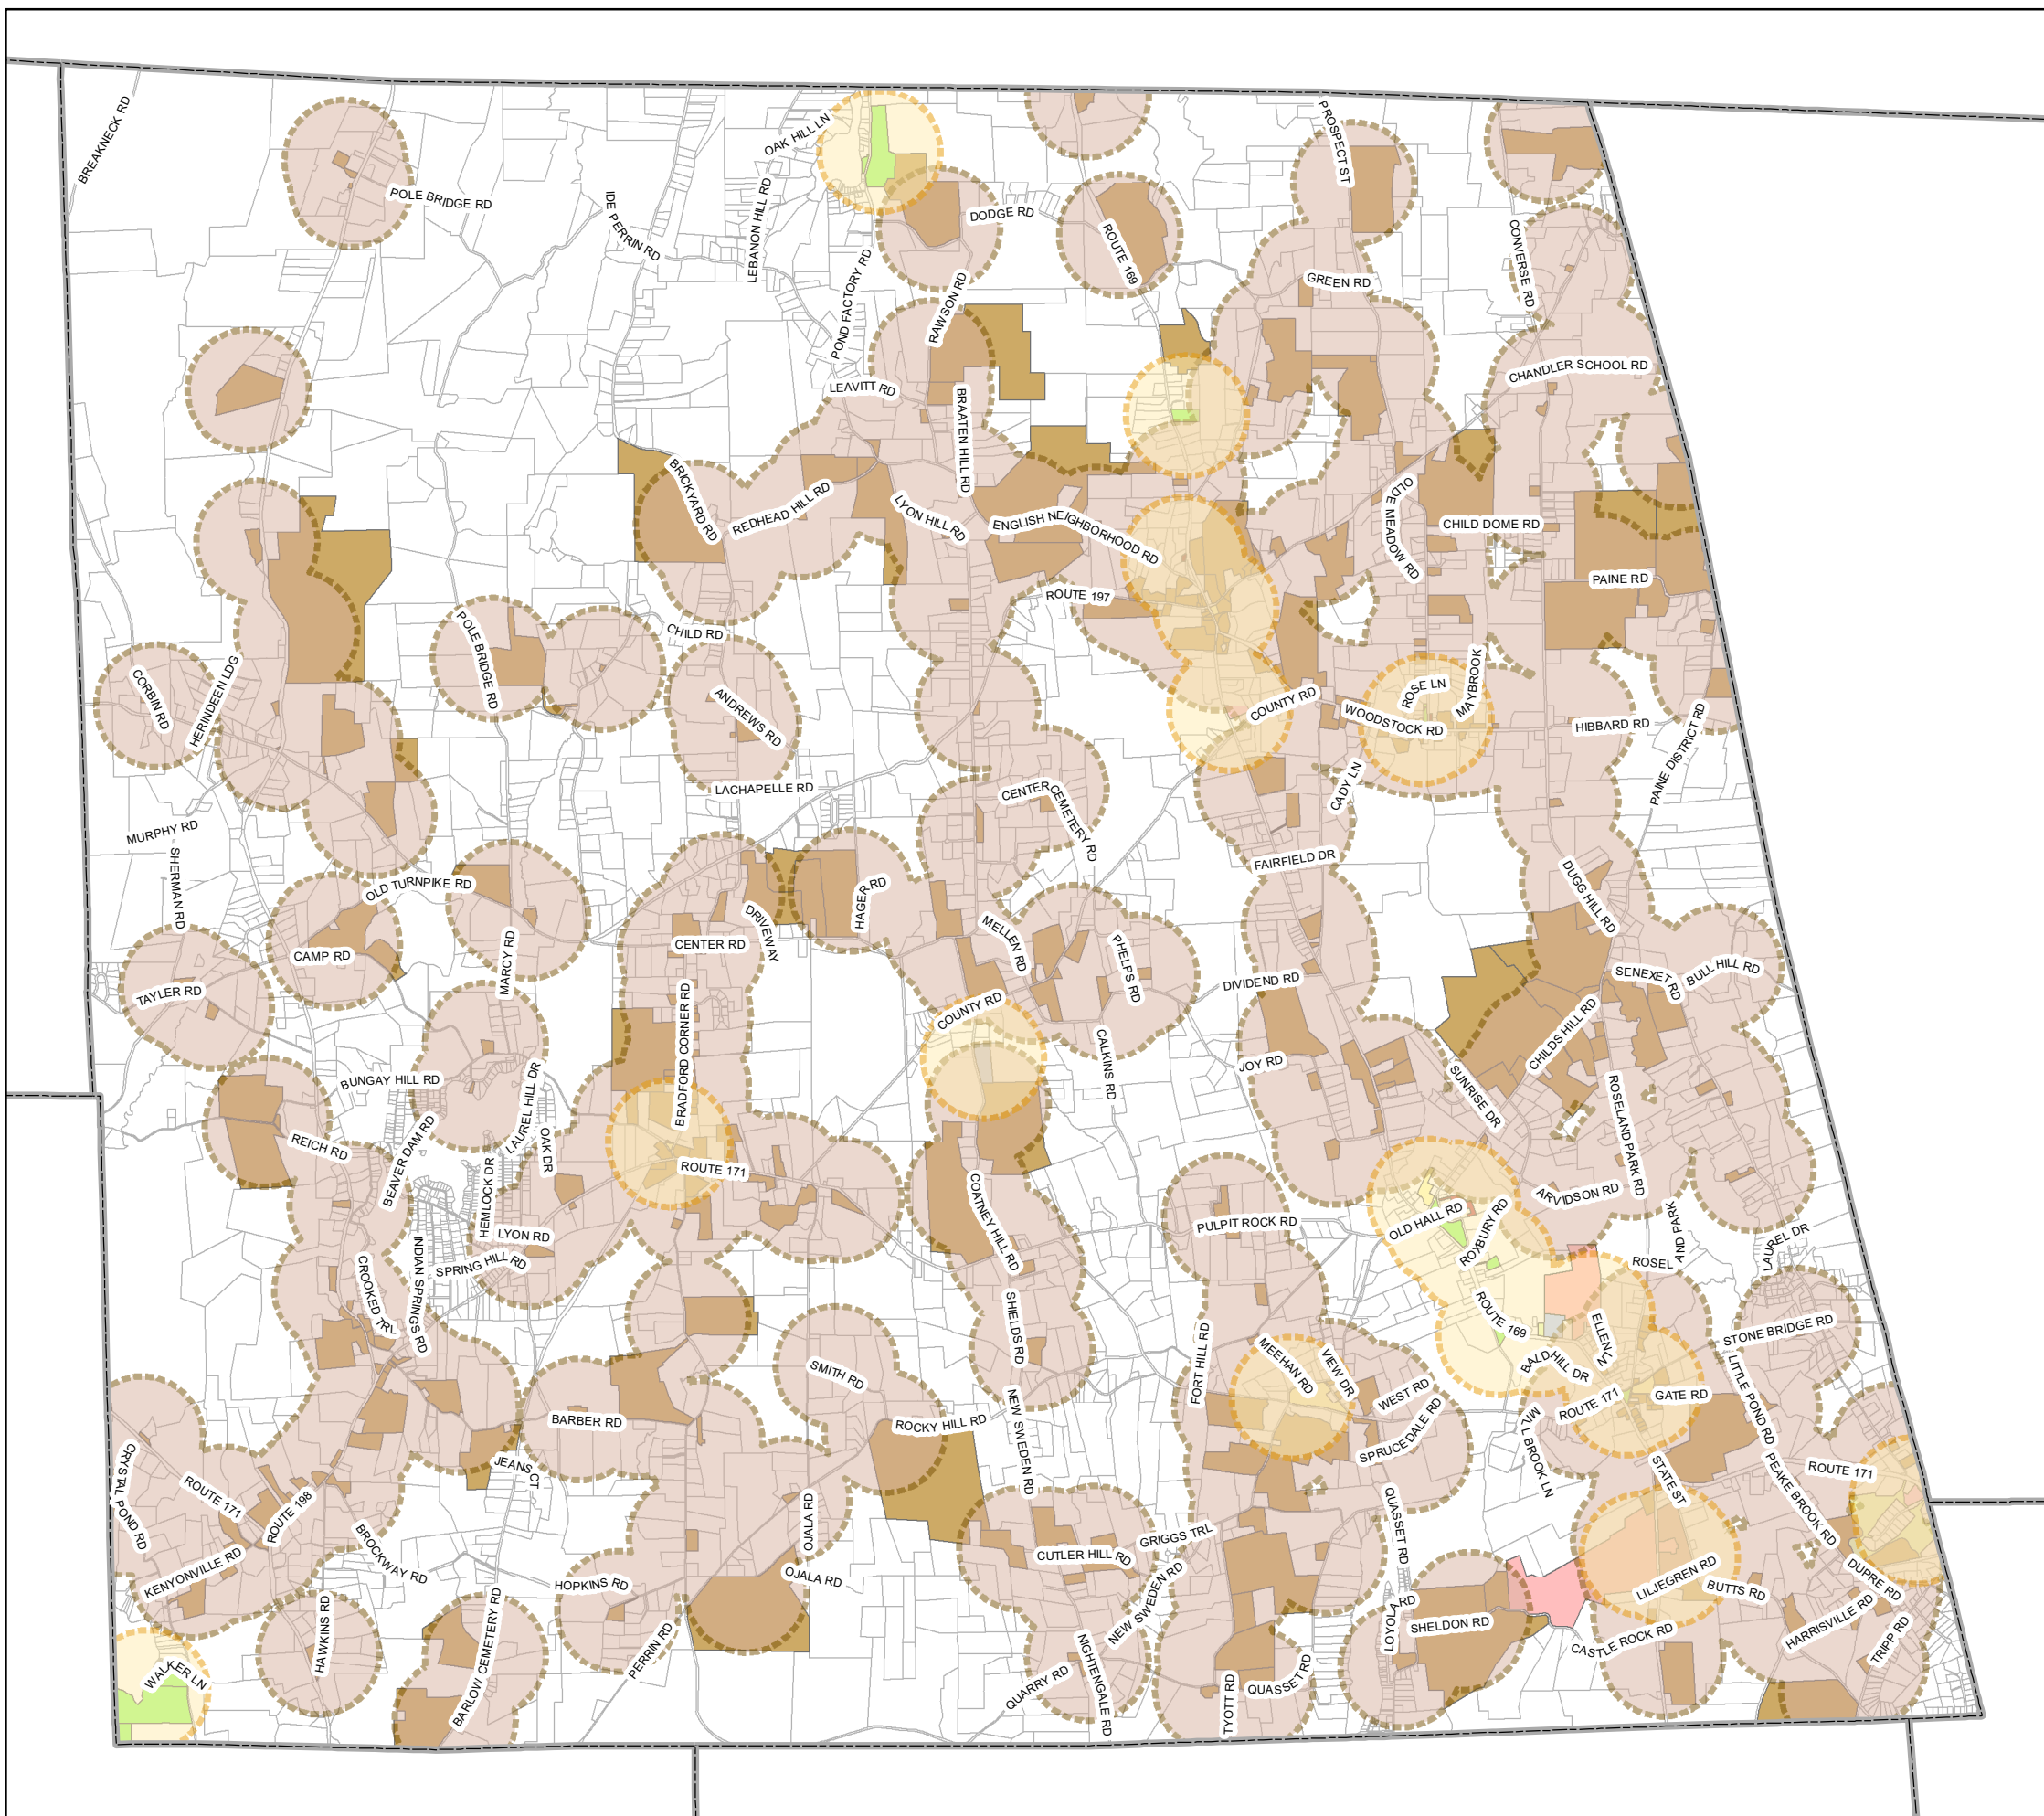 BREAKNECK RD
OAK HILL LN
PROSPECT ST
POLE BRIDGE RD
IDE PERRIN RD
LEBANON HILL RD
DODGE RD
ROUTE 169
CONVERSE RD
GREEN RD
POND FACTORY RD
RAWSON RD
LEAVITT RD
CHANDLER SCHOOL RD
BRAATEN HILL RD
BRICKYARD RD
REDHEAD HILL RD
LYON HILL RD
ENGLISH NEIGHBORHOOD RD
OLDE MEADOW RD
CHILD DOME RD
PAINE RD
ROUTE 197
POLE BRIDGE RD
CHILD RD
CORBIN RD
HERINDEEN LDG
ANDREWS RD
COUNTY RD
ROSE LN
MAYBROOK
WOODSTOCK RD
HIBBARD RD
PAINE DISTRICT RD
LACHAPELLE RD
CENTER CEMETERY RD
CADY LN
MURPHY RD
SHERMAN RD
FAIRFIELD DR
OLD TURNPIKE RD
HAGER RD
DUGG HILL RD
DRIVEWAY
CENTER RD
MELLEN RD
PHELPS RD
CAMP RD
MARCY RD
TAYLER RD
DIVIDEND RD
SENEXET RD
BULL HILL RD
COUNTY RD
BRADFORD CORNER RD
CHILDS HILL RD
CALKINS RD
JOY RD
SUNRISE DR
BUNGAY HILL RD
LAUREL HILL DR
OAK DR
ROSELAND PARK RD
REICH RD
BEAVER DAM RD
HEMLOCK DR
ROUTE 171
COATNEY HILL RD
ARVIDSON RD
PULPIT ROCK RD
OLD HALL RD
ROXBURY RD
LYON RD
SPRING HILL RD
INDIAN SPRINGS RD
CROOKED TRL
ROSEL
AND PARK
LAUREL DR
SHIELDS RD
ROUTE 169
ELLEN LN
STONE BRIDGE RD
FORT HILL RD
MEEHAN RD
VIEW DR
BALD HILL DR
SMITH RD
WEST RD
GATE RD
LITTLE POND RD
BARBER RD
ROCKY HILL RD
NEW SWEDEN RD
SPRUCEDALE RD
ROUTE 171
MILL BROOK LN
CRYSTAL POND RD
ROUTE 171
ROUTE 198
JEANS CT
STATE ST
PEAKE BROOK RD
ROUTE 171
OJALA RD
QUASSET RD
GRIGGS TRL
CUTLER HILL RD
KENYONVILLE RD
BROCKWAY RD
HOPKINS RD
OJALA RD
NEW SWEDEN RD
LILJEGREN RD
BUTTS RD
DUPRE RD
HAWKINS RD
BARLOW CEMETERY RD
PERRIN RD
LOYOLA RD
SHELDON RD
CASTLE ROCK RD
HARRISVILLE RD
TRIPP RD
WALKER LN
QUARRY RD
NIGHTENGALE RD
TYOTT RD
QUASSET RD